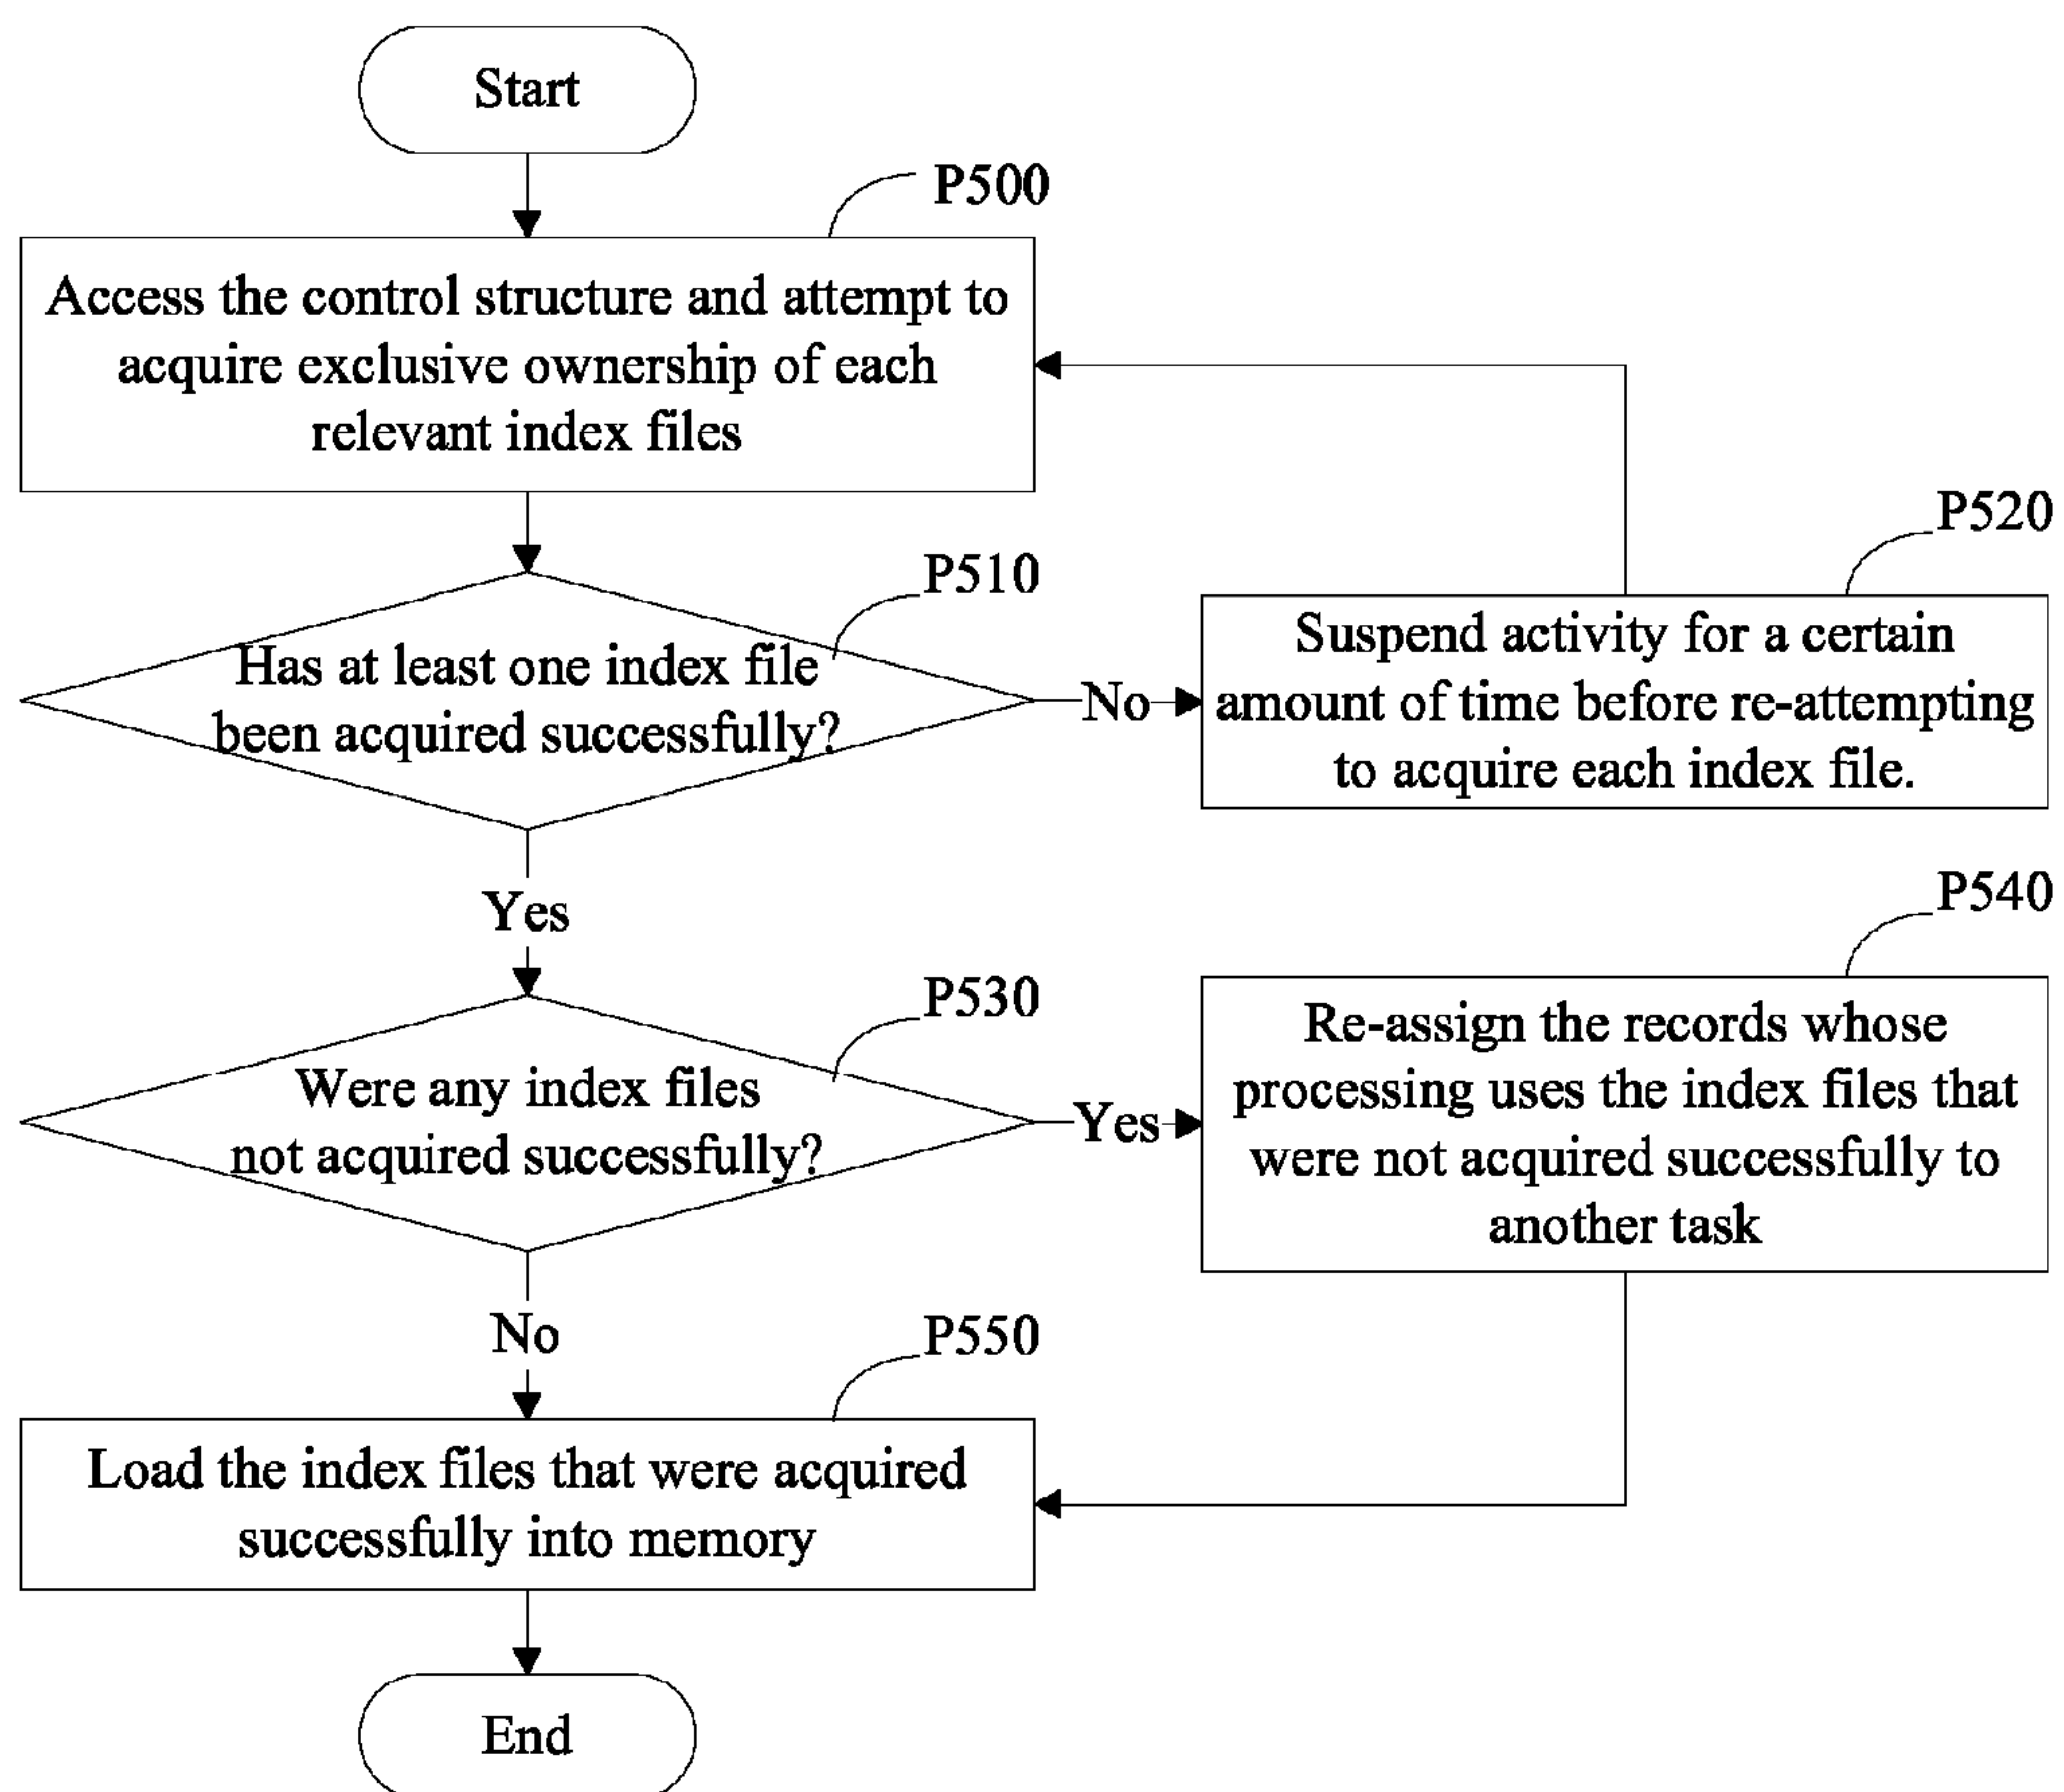 Start
P500
Access the control structure and attempt to
acquire exclusive ownership of each
relevant index files
P510
Has at least one index file
been acquired successfully?
No
P520
Suspend activity for a certain
amount of time before re-attempting
to acquire each index file.
Yes
P530
Were any index files
not acquired successfully?
Yes
P540
Re-assign the records whose
processing uses the index files that
were not acquired successfully to
another task
No
P550
Load the index files that were acquired
successfully into memory
End